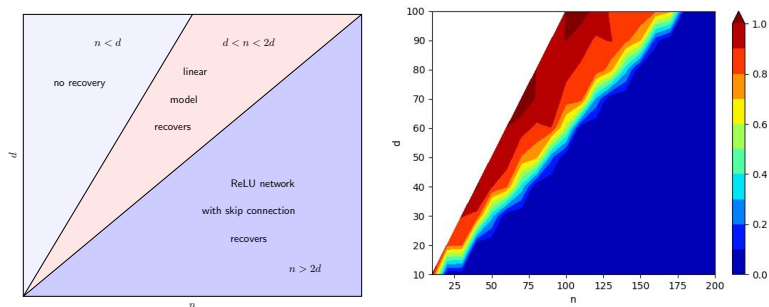 n < d
d < n < 2d
no recovery
linear
model
recovers
ReLU network
with skip connection
recovers
n > 2d
d
n
100
90
80
70
60
50
40
30
20
10
d
25
50
75
100
125
150
175
200
n
1.0
0.8
0.6
0.4
0.2
0.0